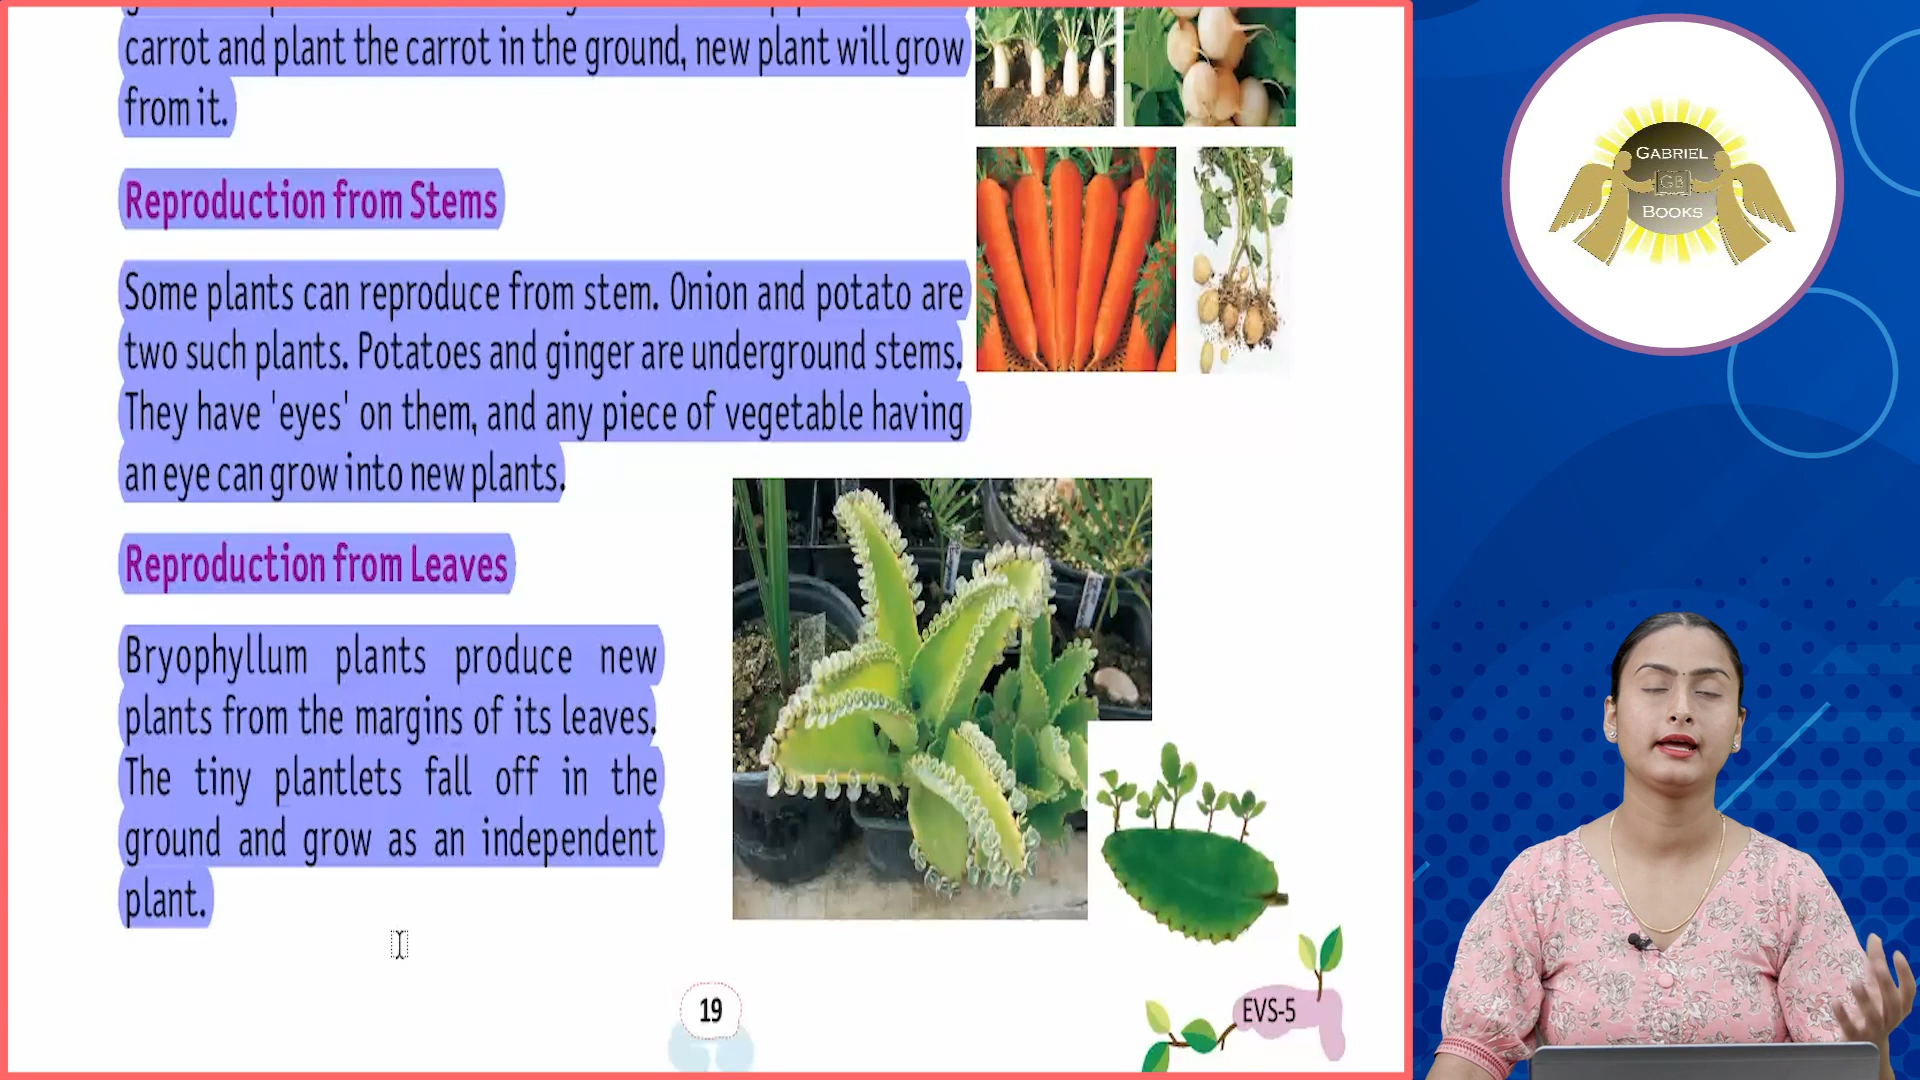 carrot and plant the carrot in the ground, new plant will grow
from it.
Reproduction from Stems
Some plants can reproduce from stem. Onion and potato are
two such plants. Potatoes and ginger are underground stems.
They have 'eyes' on them, and any piece of vegetable having
an eye can grow into new plants.
Reproduction from Leaves
Bryophyllum plants produce new
plants from the margins of its leaves.
The tiny plantlets fall off in the
ground and grow as an independent
plant.
19
EVS-5
GABRIEL
GB
BOOKS